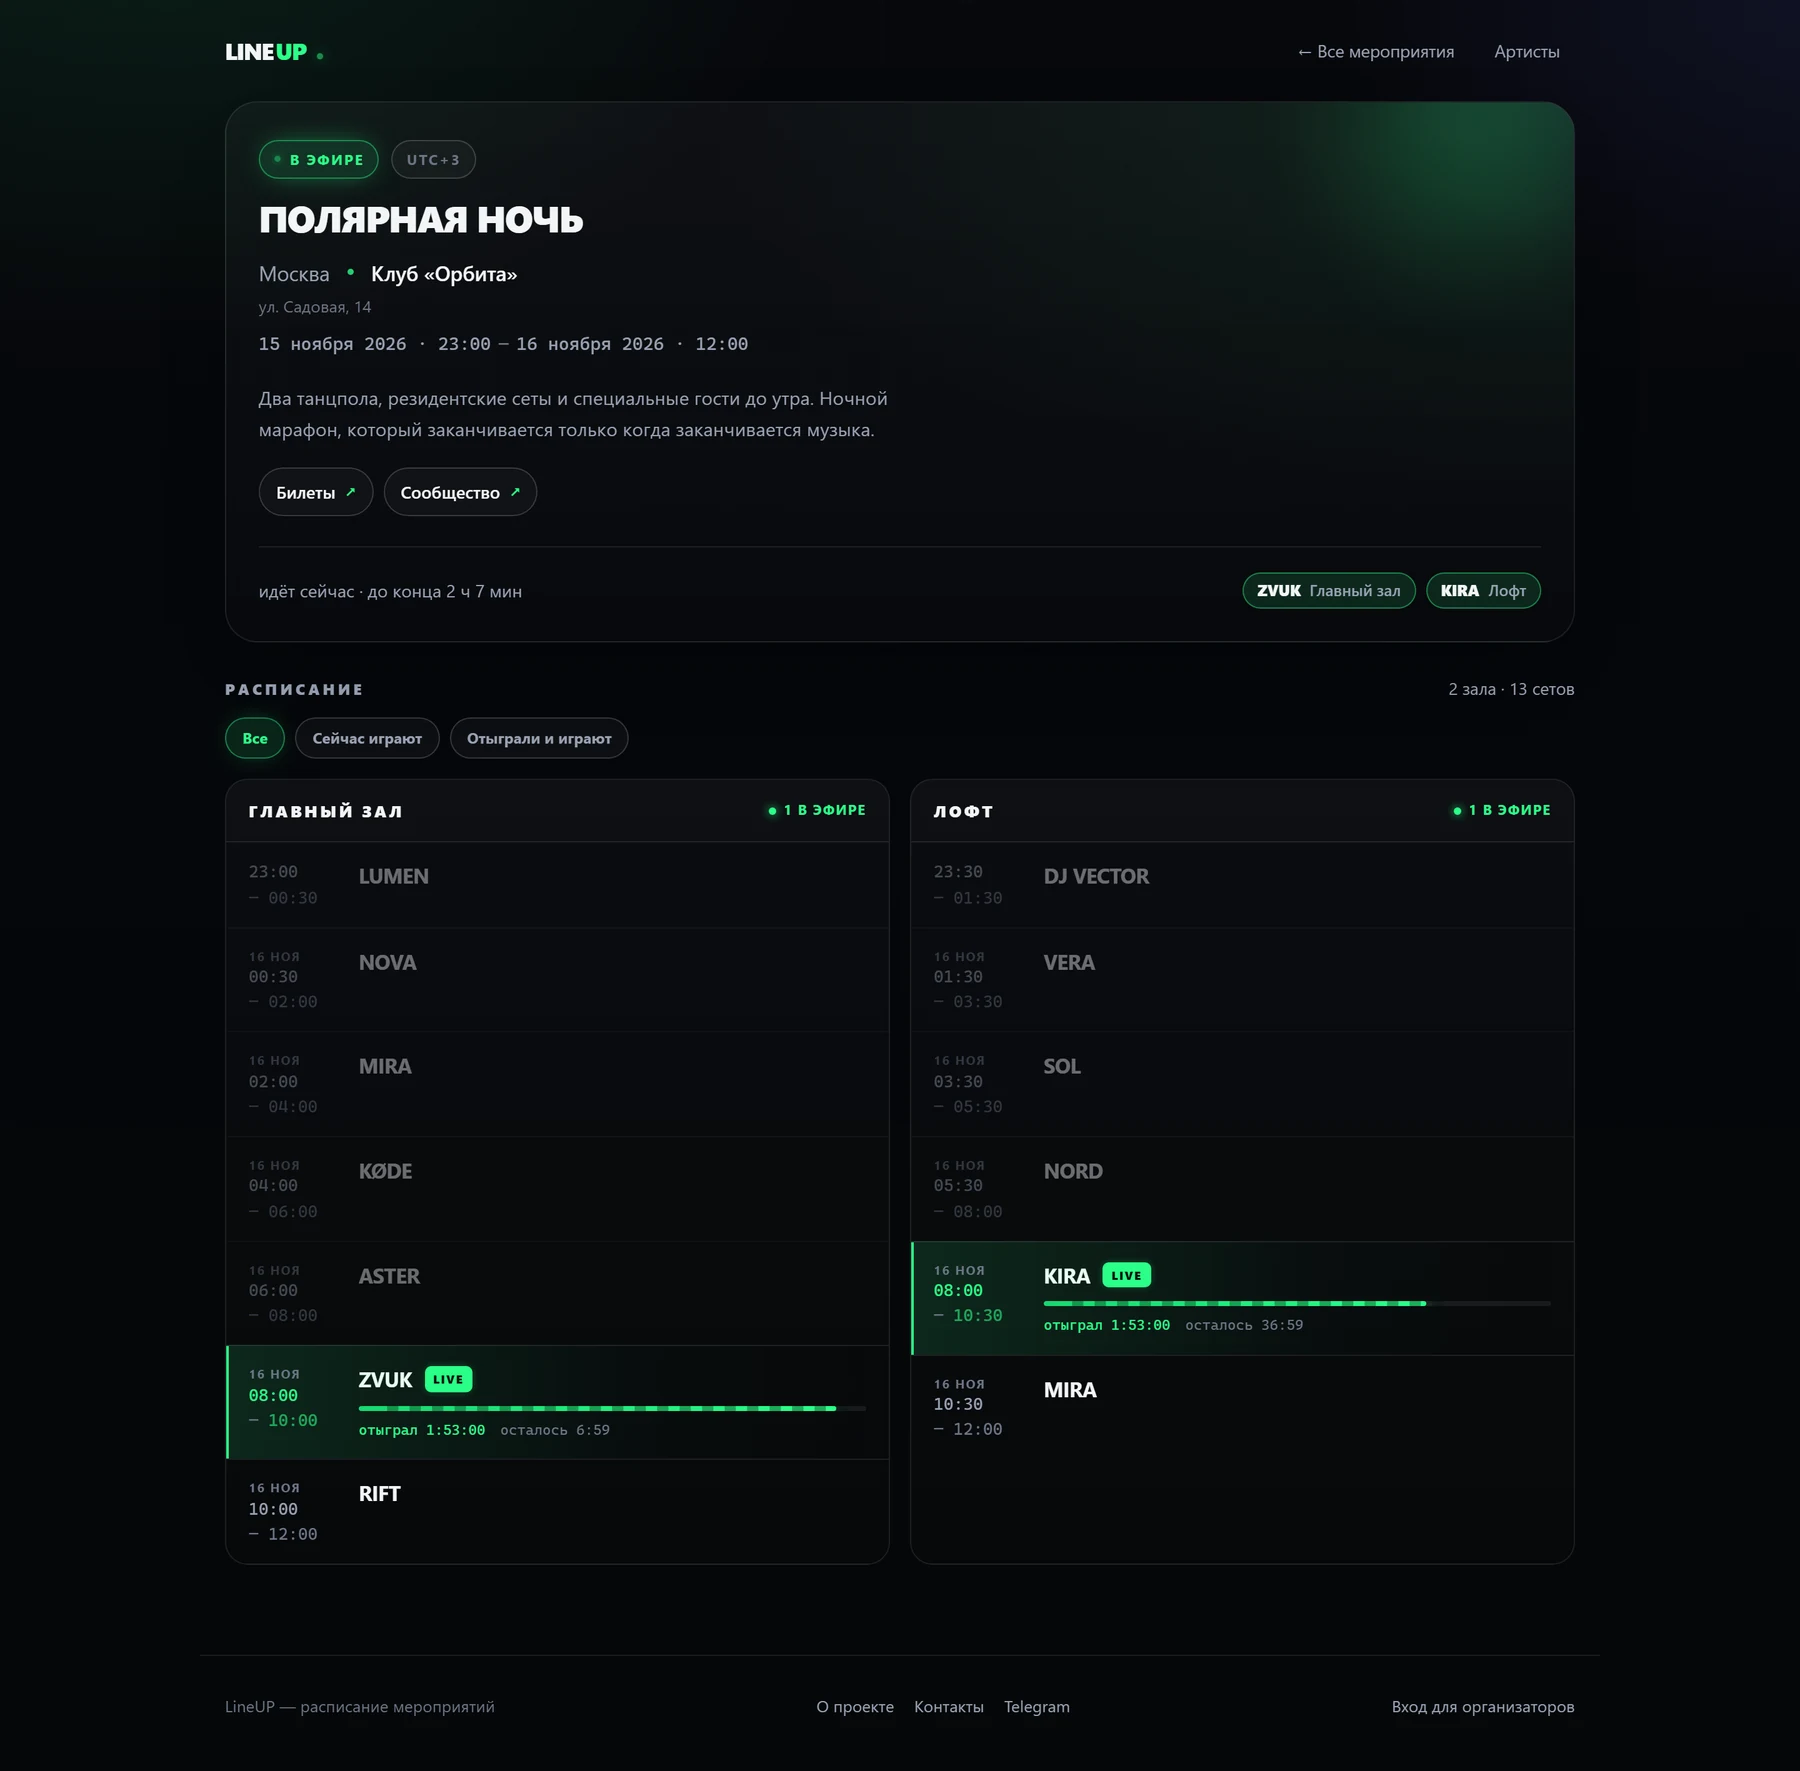 LINEUP
← Все мероприятия Артисты
В ЭФИРЕ UTC+3
ПОЛЯРНАЯ НОЧЬ
Москва • Клуб «Орбита»
ул. Садовая, 14
15 ноября 2026 · 23:00 — 16 ноября 2026 · 12:00
Два танцпола, резидентские сеты и специальные гости до утра. Ночной
марафон, который заканчивается только когда заканчивается музыка.
Билеты ↗ Сообщество ↗
идёт сейчас · до конца 2 ч 7 мин
ZVUK Главный зал KIRA Лофт
РАСПИСАНИЕ
2 зала · 13 сетов
Все Сейчас играют Отыграли и играют
ГЛАВНЫЙ ЗАЛ
1 В ЭФИРЕ
23:00 LUMEN
— 00:30
16 НОЯ
00:30 NOVA
— 02:00
16 НОЯ
02:00 MIRA
— 04:00
16 НОЯ
04:00 KØDE
— 06:00
16 НОЯ
06:00 ASTER
— 08:00
16 НОЯ
08:00 ZVUK LIVE
— 10:00
отыграл 1:53:00 осталось 6:59
16 НОЯ
10:00 RIFT
— 12:00
ЛОФТ
1 В ЭФИРЕ
23:30 DJ VECTOR
— 01:30
16 НОЯ
01:30 VERA
— 03:30
16 НОЯ
03:30 SOL
— 05:30
16 НОЯ
05:30 NORD
— 08:00
16 НОЯ
08:00 KIRA LIVE
— 10:30
отыграл 1:53:00 осталось 36:59
16 НОЯ
10:30 MIRA
— 12:00
LineUP — расписание мероприятий
О проекте Контакты Telegram
Вход для организаторов